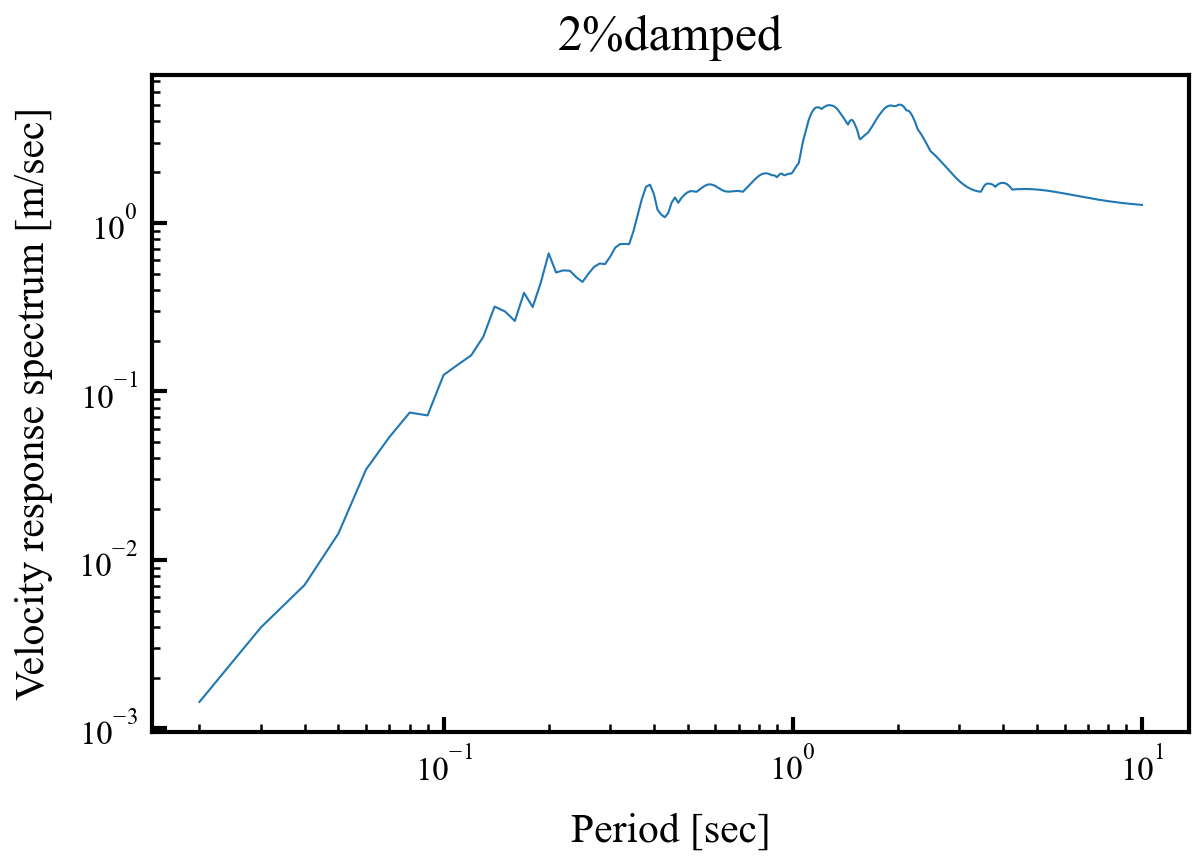 2%damped
Velocity response spectrum [m/sec]
10⁰
10⁻¹
10⁻²
10⁻³
10⁻¹
10⁰
10¹
Period [sec]